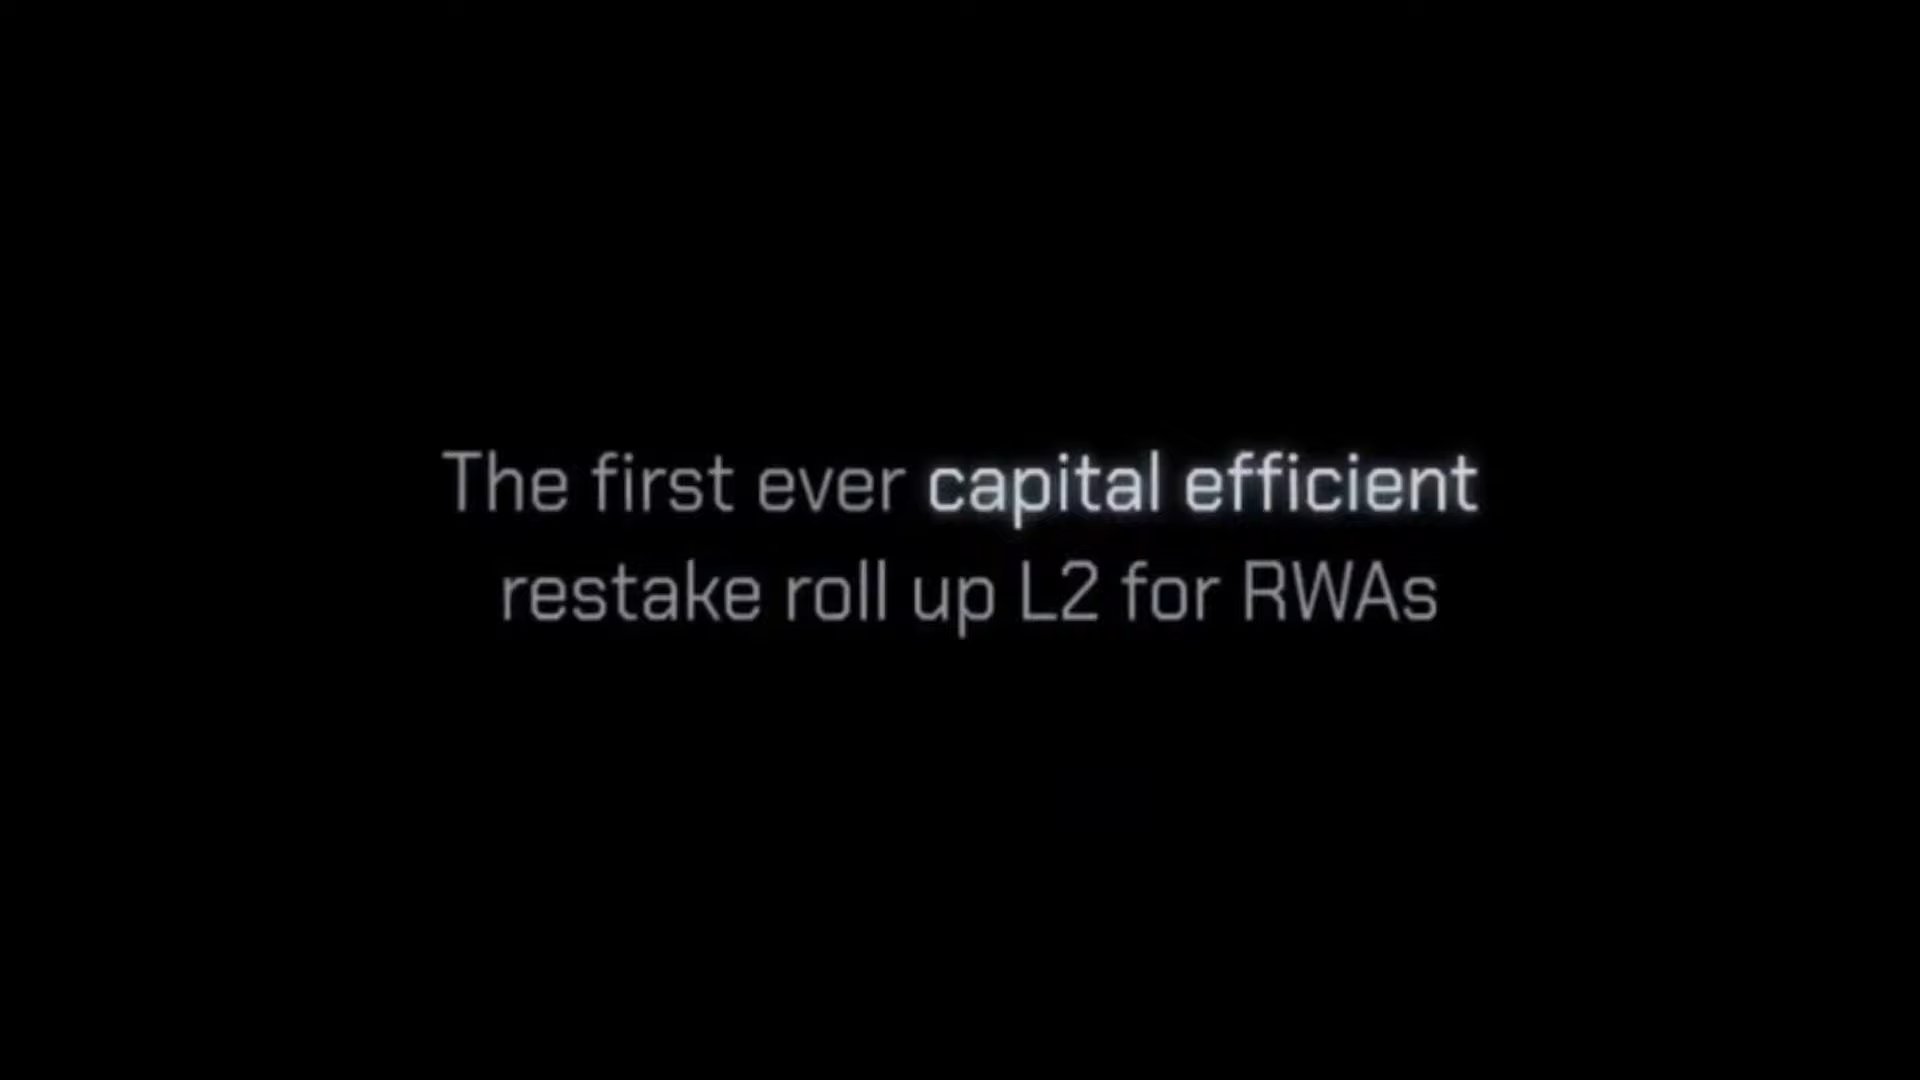 The first ever capital efficient
restake roll up L2 for RWAs